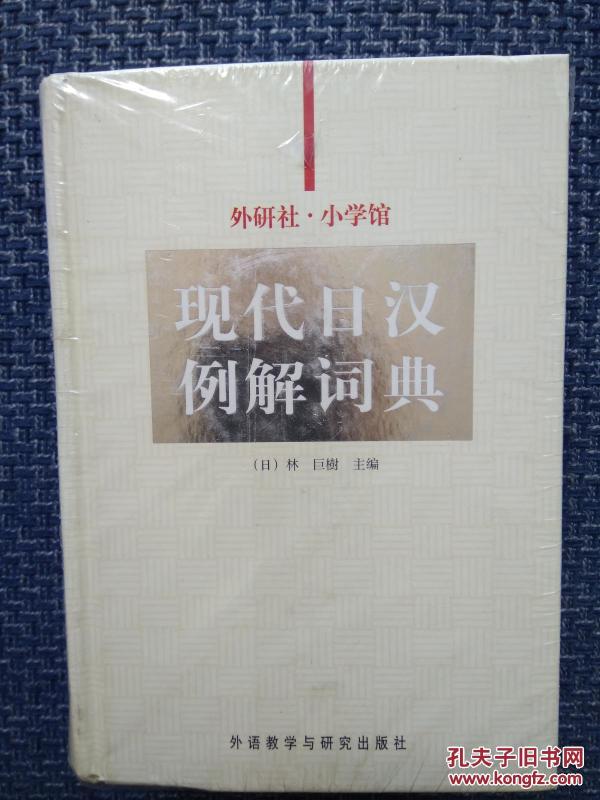 外研社·小学馆
现代日汉
例解词典
（日）林 巨樹 主编
外语教学与研究出版社
孔夫子旧书网
www.kongfz.com